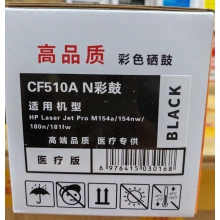 高品质 彩色硒鼓
CF510A N彩鼓
适用机型
HP Laser Jet Pro M154a/154nw/
180n/181fw
高端品质 医疗专供
医疗版
BLACK
6976415030168